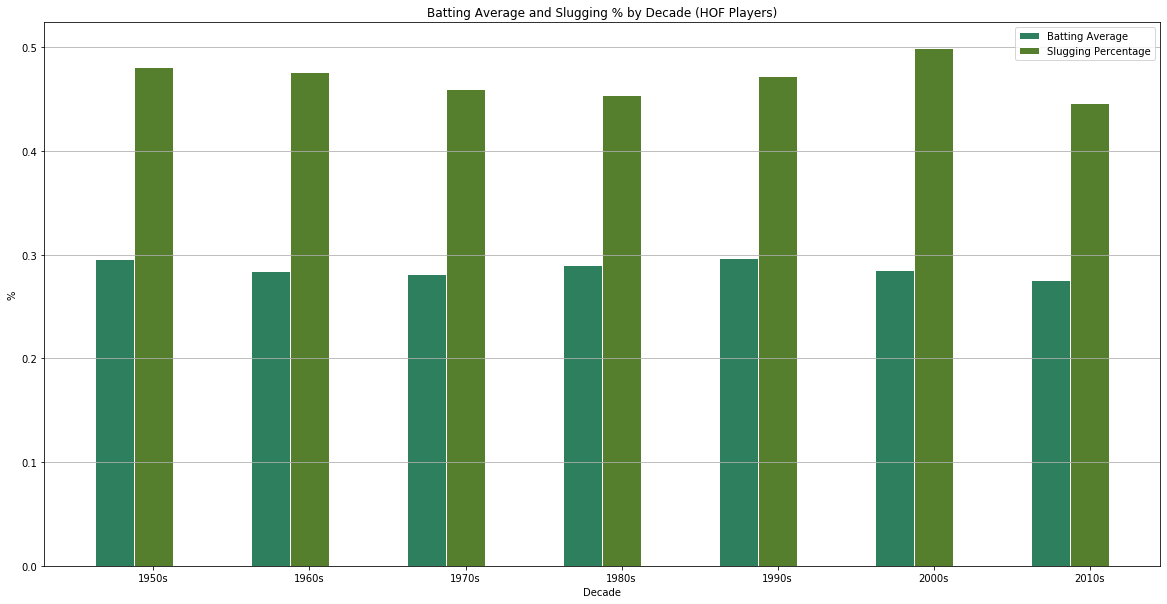 Batting Average and Slugging % by Decade (HOF Players)
Batting Average
Slugging Percentage
%
0.5
0.4
0.3
0.2
0.1
0.0
1950s
1960s
1970s
1980s
1990s
2000s
2010s
Decade